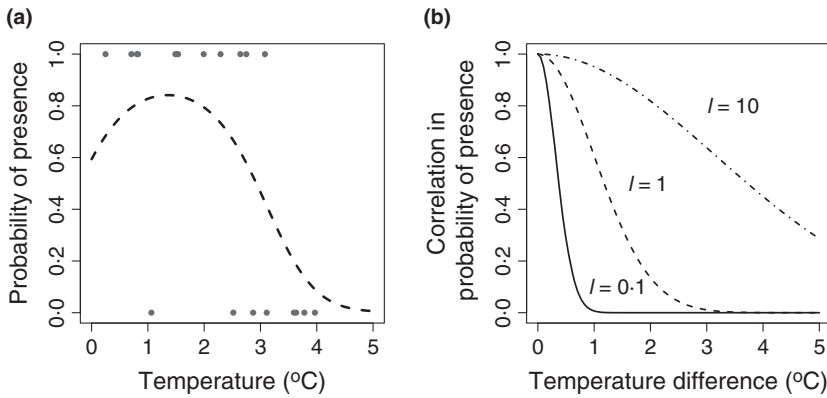 (a)
Probability of presence
1·0
0·8
0·6
0·4
0·2
0·0
0 1 2 3 4 5
Temperature (ºC)
(b)
Correlation in
probability of presence
1·0
0·8
0·6
0·4
0·2
0·0
l = 10
l = 1
l = 0·1
0 1 2 3 4 5
Temperature difference (ºC)